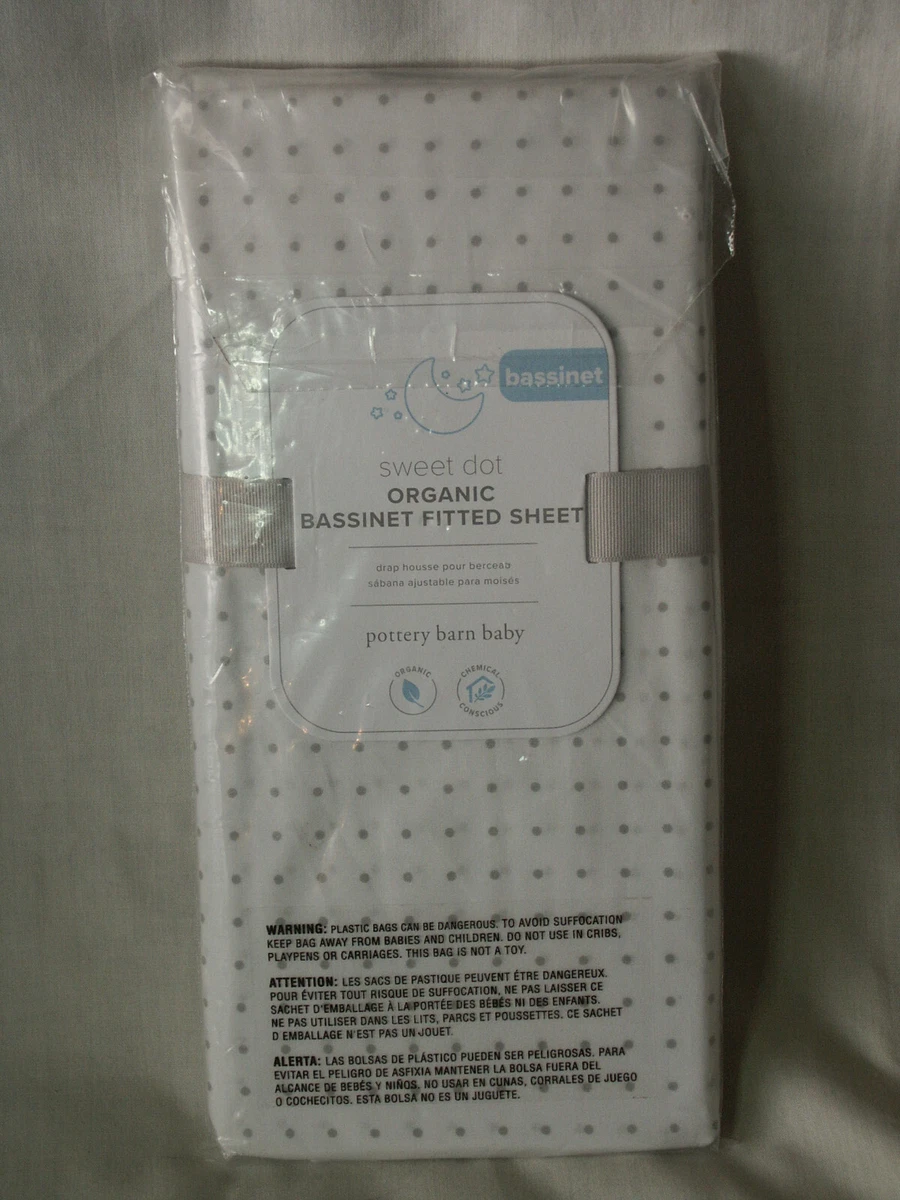 bassinet
sweet dot
ORGANIC
BASSINET FITTED SHEET
drap housse pour berceau
sábana ajustable para moisés
pottery barn baby
ORGANIC
CHEMICAL
CONSCIOUS
WARNING: PLASTIC BAGS CAN BE DANGEROUS. TO AVOID SUFFOCATION
KEEP BAG AWAY FROM BABIES AND CHILDREN. DO NOT USE IN CRIBS,
PLAYPENS OR CARRIAGES. THIS BAG IS NOT A TOY.
ATTENTION: LES SACS DE PASTIQUE PEUVENT ÊTRE DANGEREUX.
POUR ÉVITER TOUT RISQUE DE SUFFOCATION, NE PAS LAISSER CE
SACHET D'EMBALLAGE À LA PORTÉE DES BÉBÉS NI DES ENFANTS.
NE PAS UTILISER DANS LES LITS, PARCS ET POUSSETTES. CE SACHET
D EMBALLAGE N'EST PAS UN JOUET.
ALERTA: LAS BOLSAS DE PLÁSTICO PUEDEN SER PELIGROSAS. PARA
EVITAR EL PELIGRO DE ASFIXIA MANTENER LA BOLSA FUERA DEL
ALCANCE DE BEBÉS Y NIÑOS. NO USAR EN CUNAS, CORRALES DE JUEGO
O COCHECITOS. ESTA BOLSA NO ES UN JUGUETE.